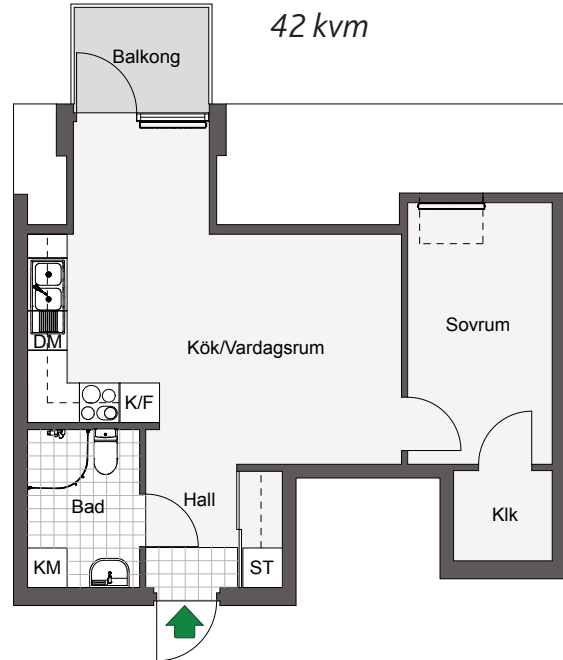 42 kvm
Balkong
Sovrum
DM
Kök/Vardagsrum
K/F
Hall
Bad
Klk
KM
ST